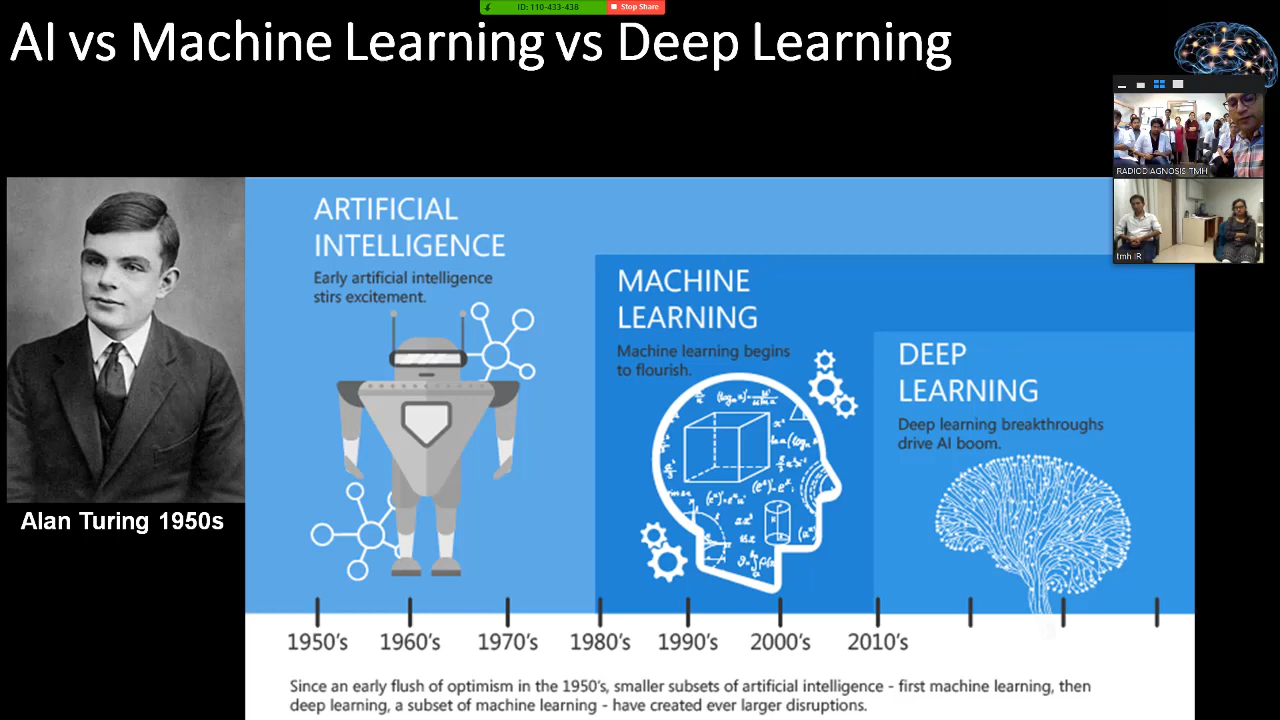 ID: 110-433-438
Stop Share
AI vs Machine Learning vs Deep Learning
RADIODIAGNOSIS TMH
tmh IR
ARTIFICIAL
INTELLIGENCE
Early artificial intelligence
stirs excitement.
MACHINE
LEARNING
Machine learning begins
to flourish.
DEEP
LEARNING
Deep learning breakthroughs
drive AI boom.
Alan Turing 1950s
1950's 1960's 1970's 1980's 1990's 2000's 2010's
Since an early flush of optimism in the 1950's, smaller subsets of artificial intelligence - first machine learning, then
deep learning, a subset of machine learning - have created ever larger disruptions.